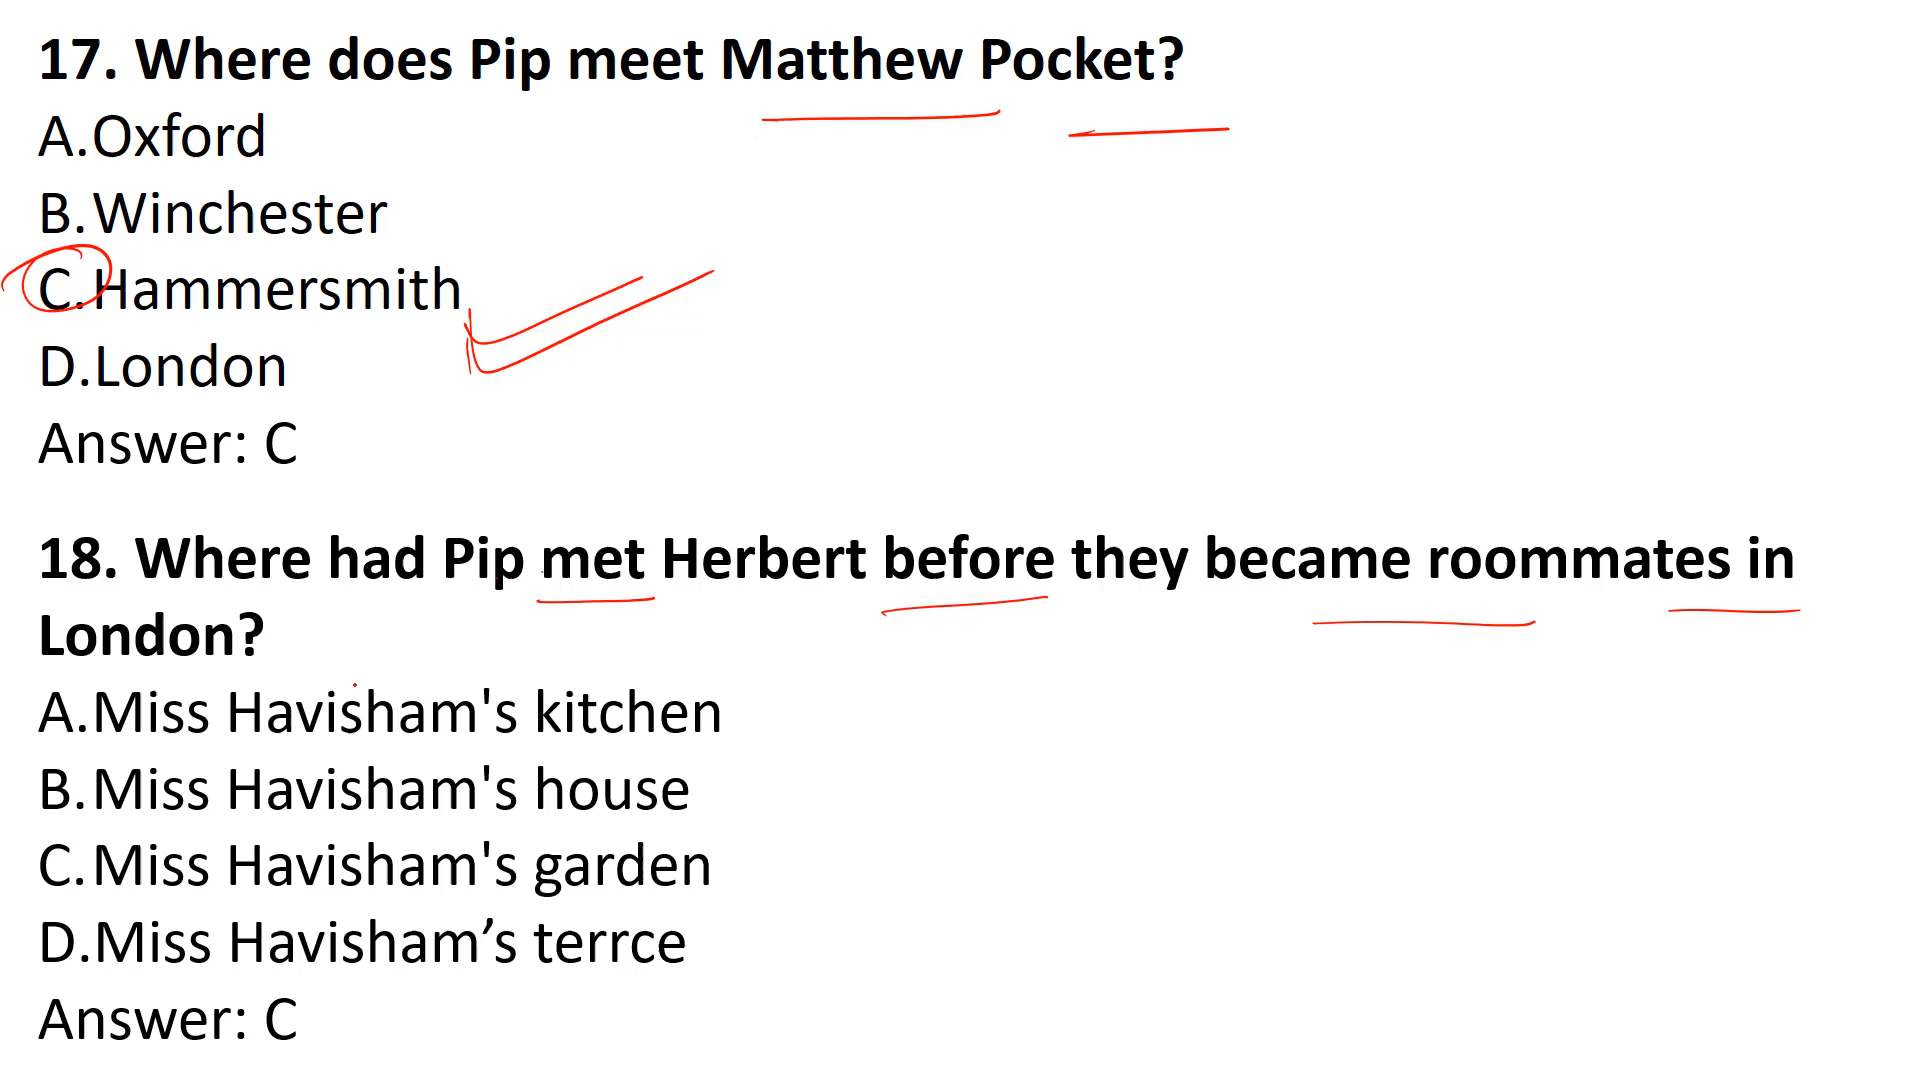 17. Where does Pip meet Matthew Pocket?
A.Oxford
B.Winchester
C.Hammersmith
D.London
Answer: C
18. Where had Pip met Herbert before they became roommates in
London?
A.Miss Havisham's kitchen
B.Miss Havisham's house
C.Miss Havisham's garden
D.Miss Havisham’s terrce
Answer: C